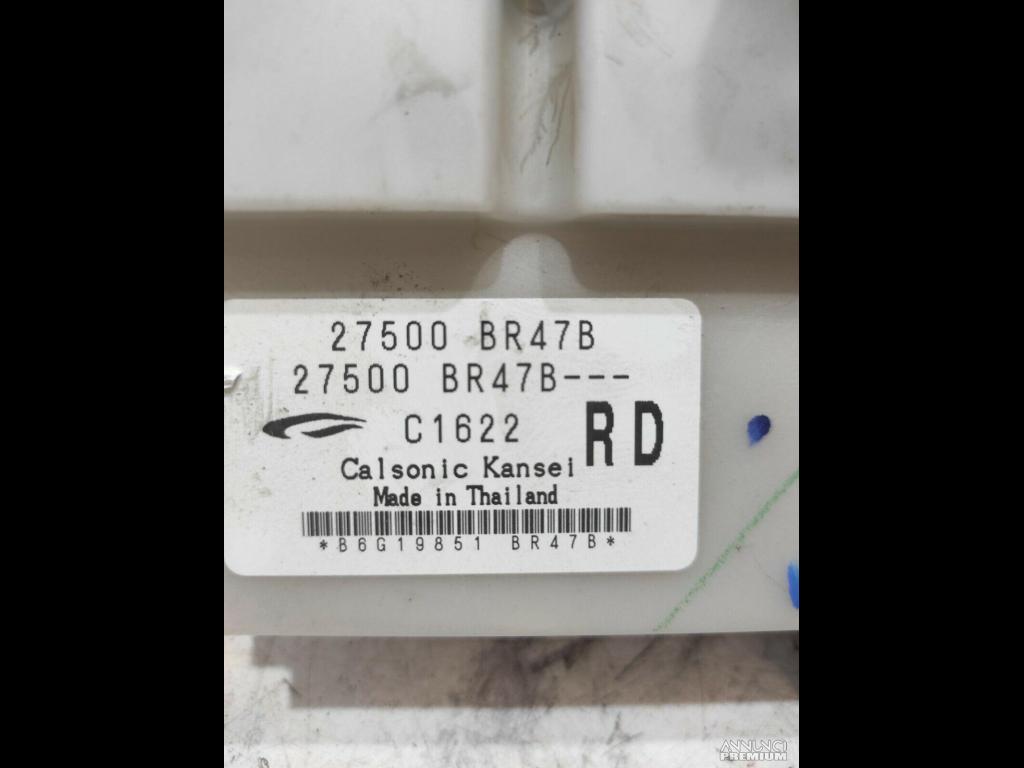 27500 BR47B
27500 BR47B---
C1622 RD
Calsonic Kansei
Made in Thailand
*B6G19851 BR47B*
ANNUNCI
PREMIUM